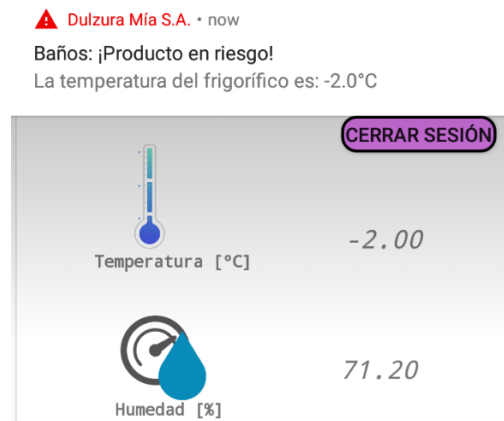 Dulzura Mía S.A. • now
Baños: ¡Producto en riesgo!
La temperatura del frigorífico es: -2.0°C
CERRAR SESIÓN
-2.00
Temperatura [°C]
71.20
Humedad [%]